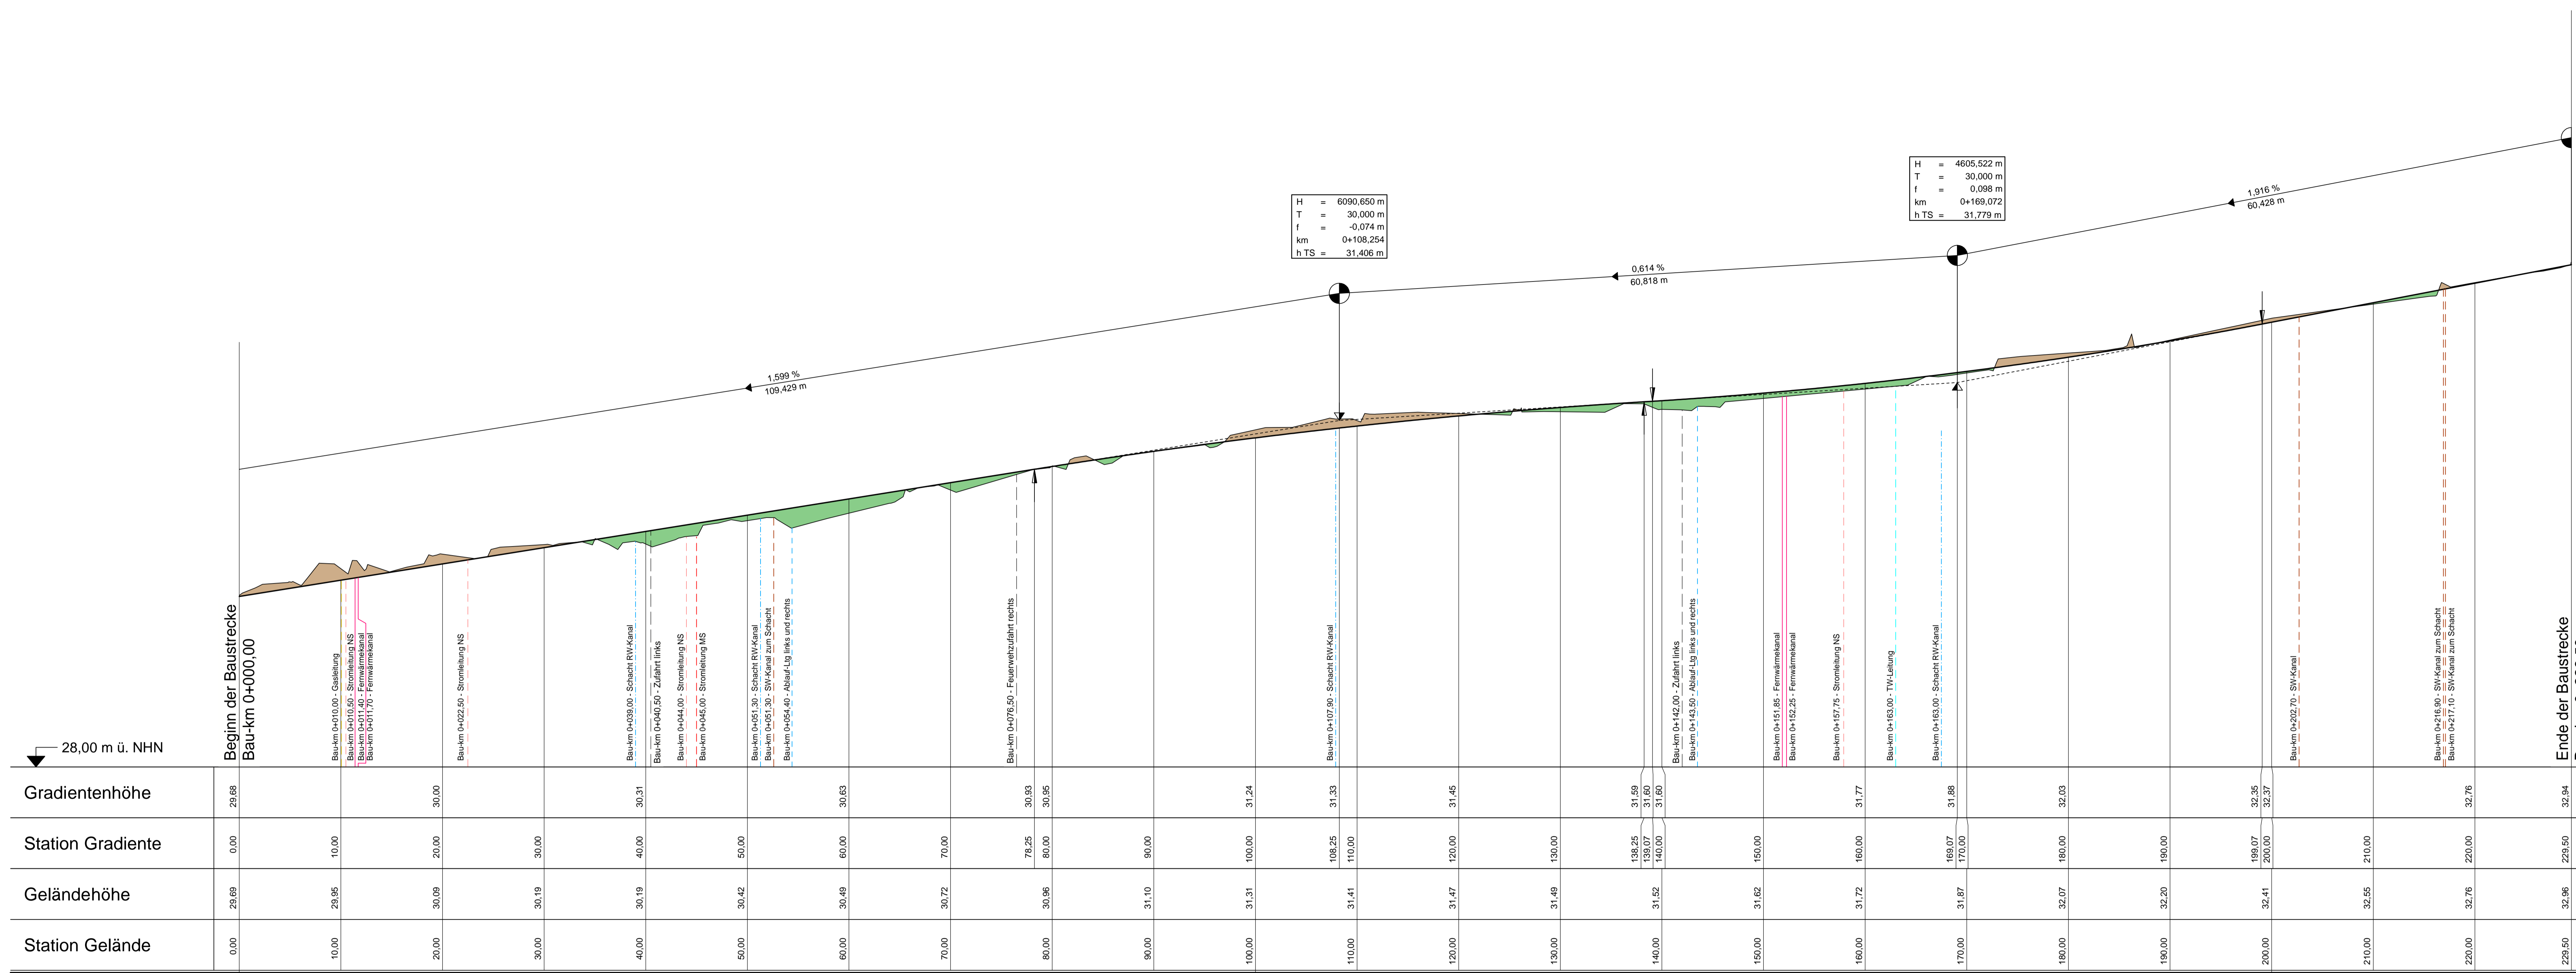 H = 4605,522 m
T = 30,000 m
f = 0,098 m
km 0+169,072
h TS = 31,779 m
1,916 %
60,428 m
H = 6090,650 m
T = 30,000 m
f = -0,074 m
km 0+108,254
h TS = 31,406 m
0,614 %
60,818 m
1,599 %
109,429 m
Beginn der Baustrecke
Bau-km 0+000,00
Bau-km 0+010,00 - Gasleitung
Bau-km 0+010,50 - Stromleitung NS
Bau-km 0+011,40 - Fernwärmekanal
Bau-km 0+011,70 - Fernwärmekanal
Bau-km 0+022,50 - Stromleitung NS
Bau-km 0+039,00 - Schacht RW-Kanal
Bau-km 0+040,50 - Zufahrt links
Bau-km 0+044,00 - Stromleitung NS
Bau-km 0+045,00 - Stromleitung MS
Bau-km 0+051,30 - Schacht RW-Kanal
Bau-km 0+051,30 - SW-Kanal zum Schacht
Bau-km 0+054,40 - Ablauf-Ltg links und rechts
Bau-km 0+076,50 - Feuerwehzufahrt rechts
Bau-km 0+107,90 - Schacht RW-Kanal
Bau-km 0+142,00 - Zufahrt links
Bau-km 0+143,50 - Ablauf-Ltg links und rechts
Bau-km 0+151,85 - Fernwärmekanal
Bau-km 0+152,25 - Fernwärmekanal
Bau-km 0+157,75 - Stromleitung NS
Bau-km 0+163,00 - TW-Leitung
Bau-km 0+163,00 - Schacht RW-Kanal
Bau-km 0+202,70 - SW-Kanal
Bau-km 0+216,90 - SW-Kanal zum Schacht
Bau-km 0+217,10 - SW-Kanal zum Schacht
Ende der Baustrecke
28,00 m ü. NHN
Gradientenhöhe 29,68 30,00 30,31 30,63 30,93 30,95 31,24 31,33 31,45 31,59 31,60 31,60 31,77 31,88 32,03 32,35 32,37 32,76 32,94
Station Gradiente 0,00 10,00 20,00 30,00 40,00 50,00 60,00 70,00 78,25 80,00 90,00 100,00 108,25 110,00 120,00 130,00 138,25 139,07 140,00 150,00 160,00 169,07 170,00 180,00 190,00 199,07 200,00 210,00 220,00 229,50
Geländehöhe 29,69 29,95 30,09 30,19 30,19 30,42 30,49 30,72 30,96 31,10 31,31 31,41 31,47 31,49 31,52 31,62 31,72 31,87 32,07 32,20 32,41 32,55 32,76 32,96
Station Gelände 0,00 10,00 20,00 30,00 40,00 50,00 60,00 70,00 80,00 90,00 100,00 110,00 120,00 130,00 140,00 150,00 160,00 170,00 180,00 190,00 200,00 210,00 220,00 229,50